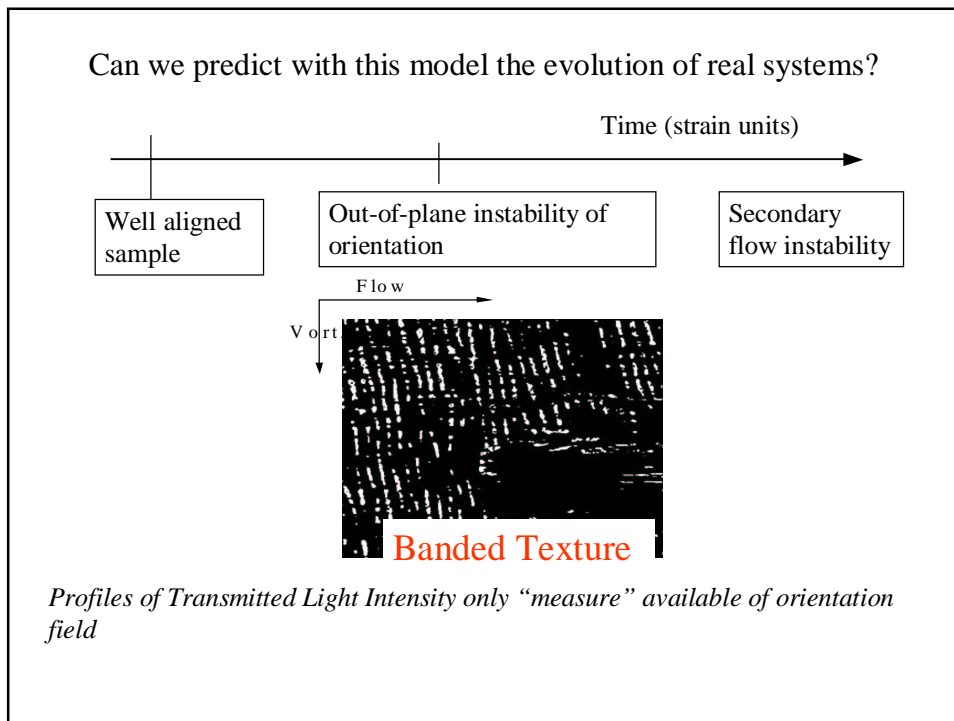 Can we predict with this model the evolution of real systems?
Time (strain units)
Well aligned
sample
Out-of-plane instability of
orientation
Secondary
flow instability
Flow
Vort.
Banded Texture
Profiles of Transmitted Light Intensity only “measure” available of orientation
field